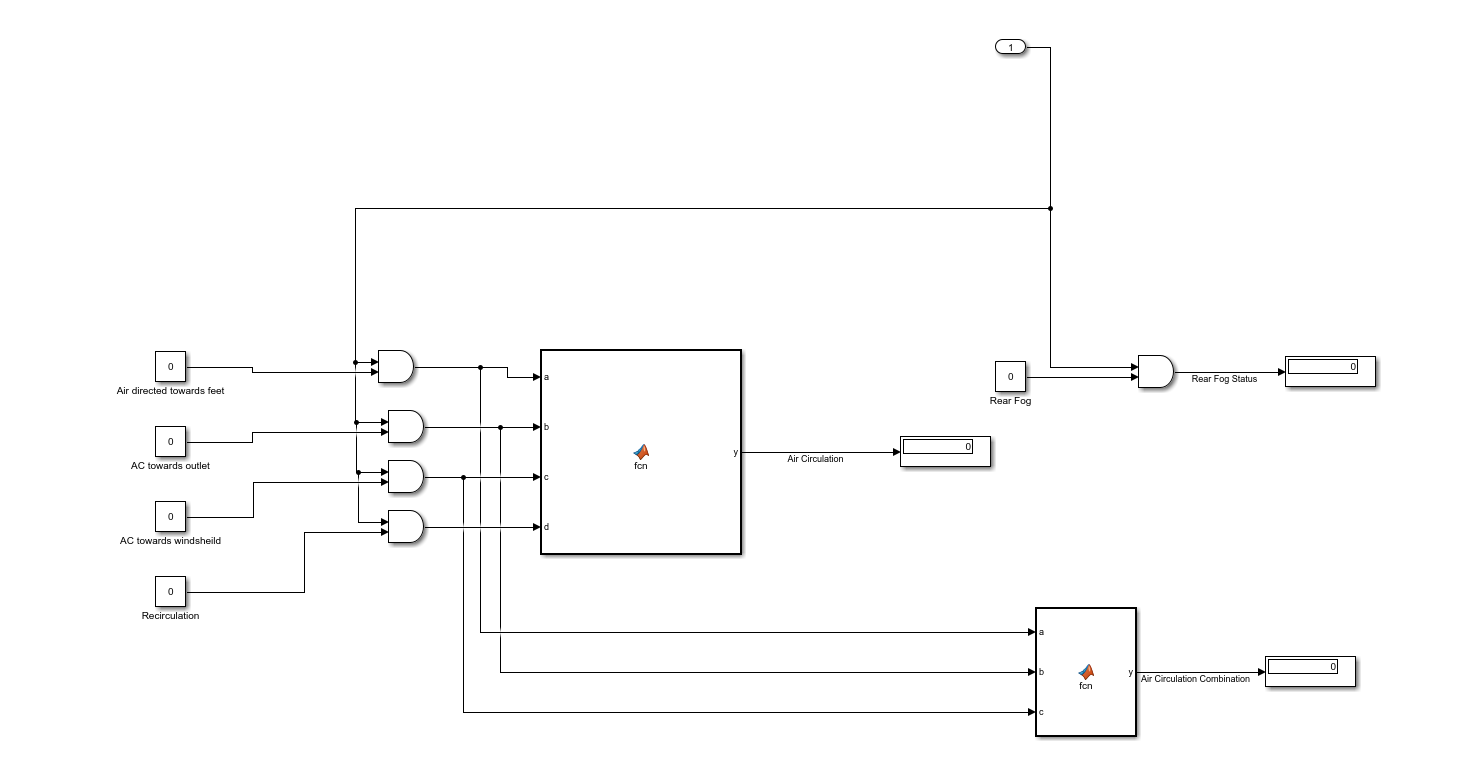 1
0
Air directed towards feet
a
0
Rear Fog Status
0
Rear Fog
0
AC towards outlet
b
fcn
y
Air Circulation
0
0
AC towards windsheild
c
d
0
Recirculation
a
b
c
fcn
y
Air Circulation Combination
0